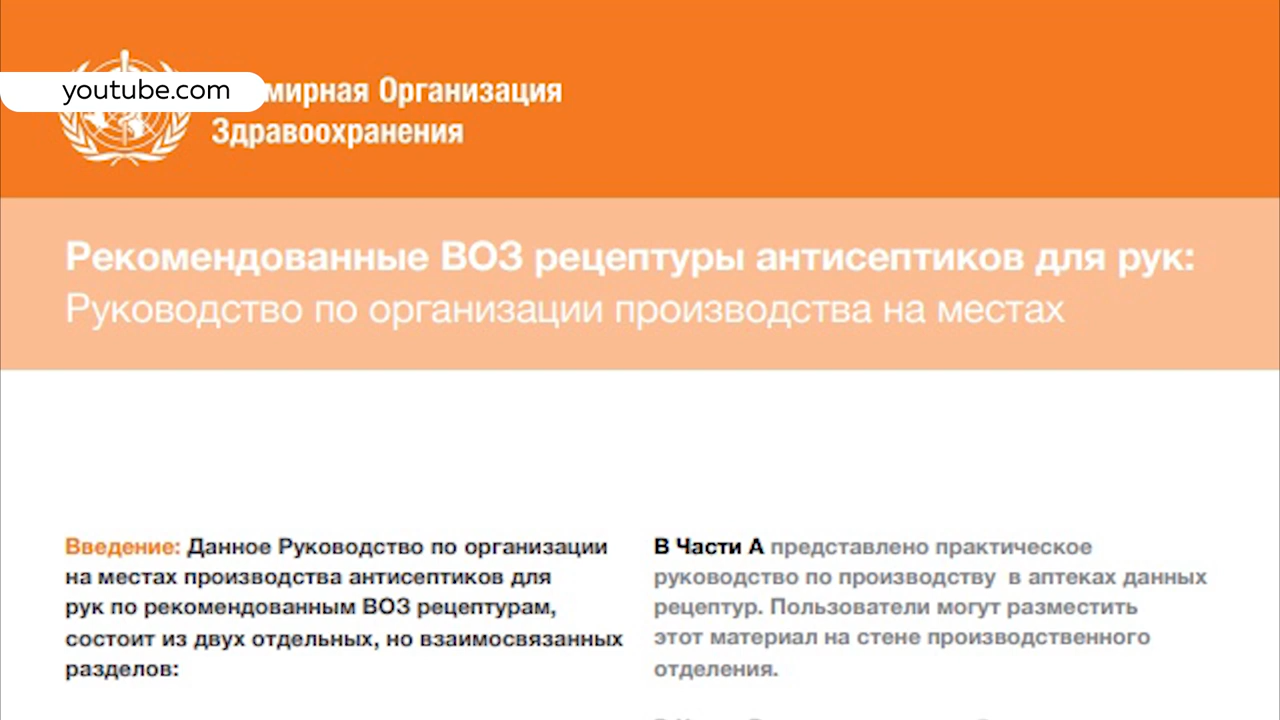 youtube.com
мирная Организация
Здравоохранения
Рекомендованные ВОЗ рецептуры антисептиков для рук:
Руководство по организации производства на местах
Введение: Данное Руководство по организации
на местах производства антисептиков для
рук по рекомендованным ВОЗ рецептурам,
состоит из двух отдельных, но взаимосвязанных
разделов:
В Части А представлено практическое
руководство по производству в аптеках данных
рецептур. Пользователи могут разместить
этот материал на стене производственного
отделения.